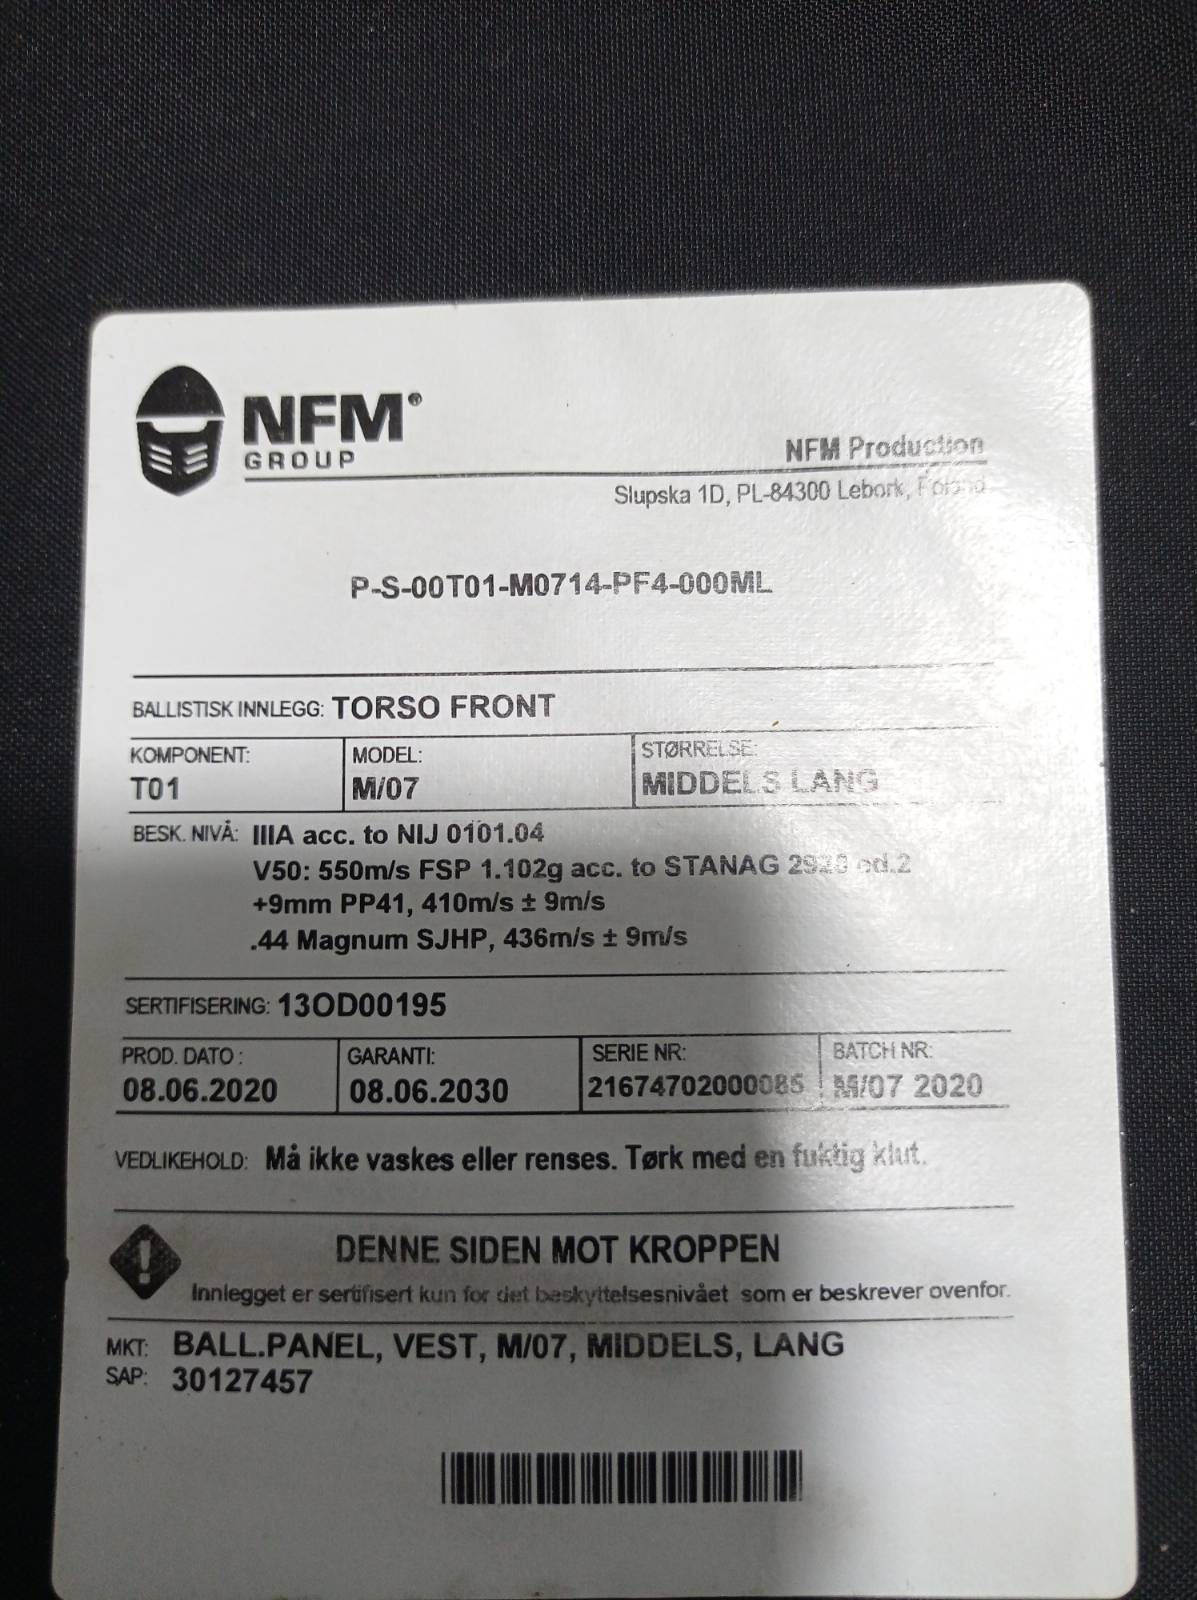 NFM®
GROUP
NFM Production
Slupska 1D, PL-84300 Lebork, Poland
P-S-00T01-M0714-PF4-000ML
BALLISTISK INNLEGG: TORSO FRONT
KOMPONENT: MODEL: STØRRELSE:
T01 M/07 MIDDELS LANG
BESK. NIVÅ: IIIA acc. to NIJ 0101.04
V50: 550m/s FSP 1.102g acc. to STANAG 2920 ed.2
+9mm PP41, 410m/s ± 9m/s
.44 Magnum SJHP, 436m/s ± 9m/s
SERTIFISERING: 13OD00195
PROD. DATO : GARANTI: SERIE NR: BATCH NR:
08.06.2020 08.06.2030 21674702000085 M/07 2020
VEDLIKEHOLD: Må ikke vaskes eller renses. Tørk med en fuktig klut.
DENNE SIDEN MOT KROPPEN
Innlegget er sertifisert kun for det beskyttelsesnivået som er beskrever ovenfor.
MKT: BALL.PANEL, VEST, M/07, MIDDELS, LANG
SAP: 30127457